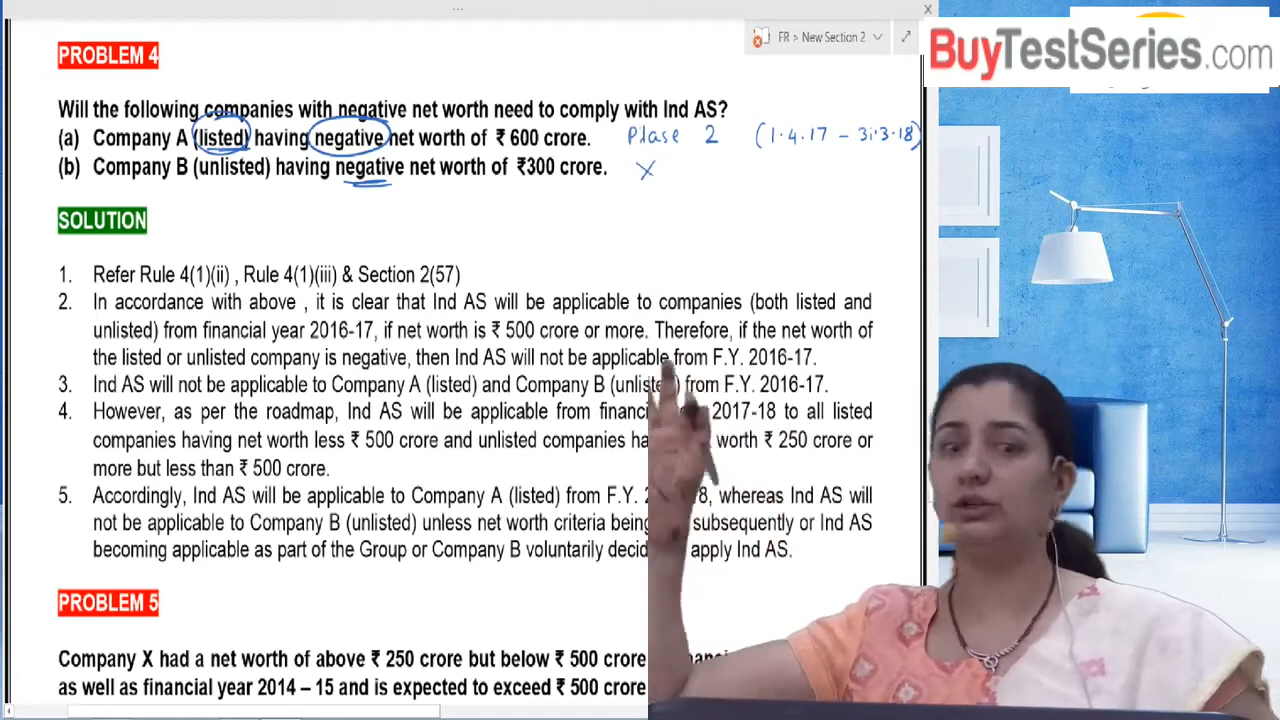 ...
FR > New Section 2
BuyTestSeries.com
PROBLEM 4
Will the following companies with negative net worth need to comply with Ind AS?
(a) Company A (listed) having negative net worth of ₹ 600 crore. Phase 2 (1.4.17 – 31.3.18)
(b) Company B (unlisted) having negative net worth of ₹300 crore. X
SOLUTION
1. Refer Rule 4(1)(ii) , Rule 4(1)(iii) & Section 2(57)
2. In accordance with above , it is clear that Ind AS will be applicable to companies (both listed and
unlisted) from financial year 2016-17, if net worth is ₹ 500 crore or more. Therefore, if the net worth of
the listed or unlisted company is negative, then Ind AS will not be applicable from F.Y. 2016-17.
3. Ind AS will not be applicable to Company A (listed) and Company B (unlisted) from F.Y. 2016-17.
4. However, as per the roadmap, Ind AS will be applicable from 2017-18 to all listed
companies having net worth less ₹ 500 crore and unlisted companies worth ₹ 250 crore or
more but less than ₹ 500 crore.
5. Accordingly, Ind AS will be applicable to Company A (listed) from F.Y. whereas Ind AS will
not be applicable to Company B (unlisted) unless net worth criteria being subsequently or Ind AS
becoming applicable as part of the Group or Company B voluntarily apply Ind AS.
PROBLEM 5
Company X had a net worth of above ₹ 250 crore but below ₹ 500 crore
as well as financial year 2014 – 15 and is expected to exceed ₹ 500 crore